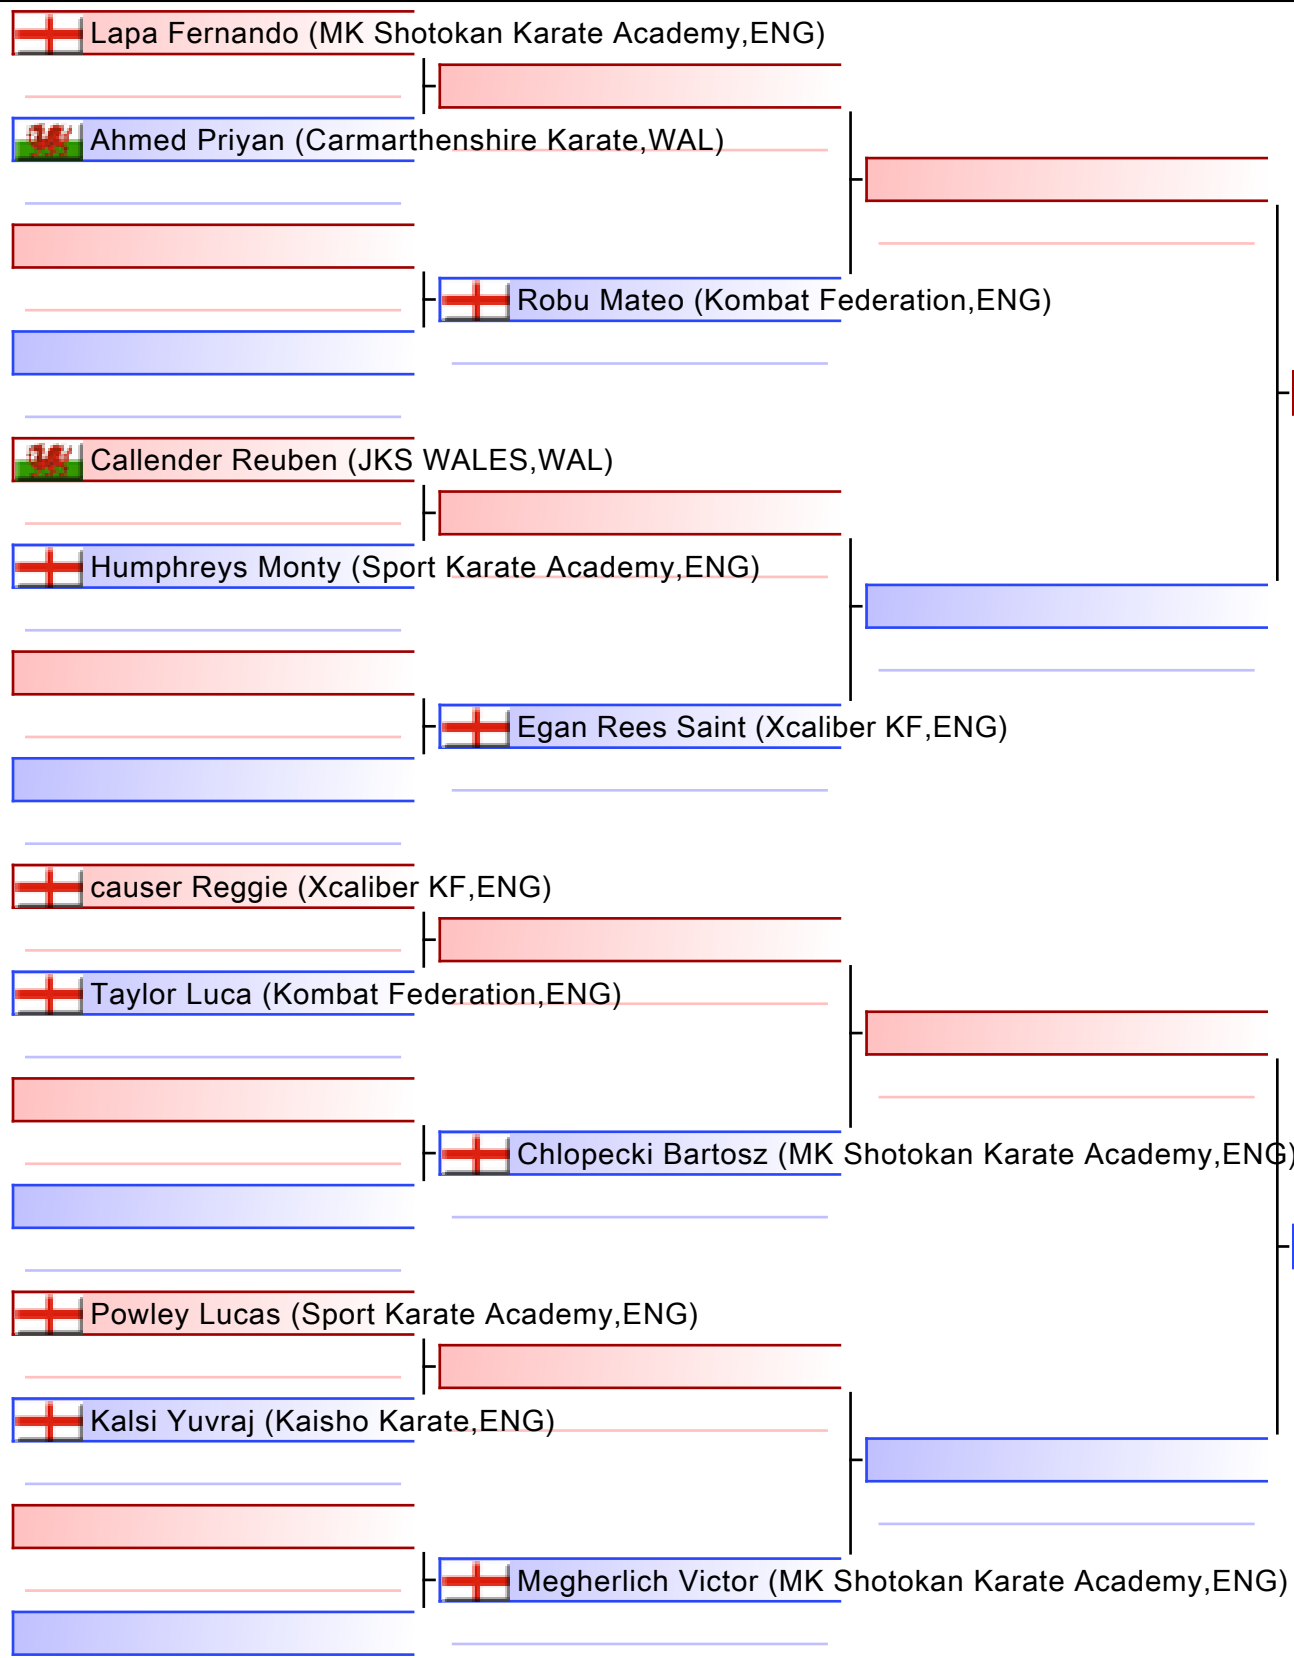 Lapa Fernando (MK Shotokan Karate Academy,ENG)
Ahmed Priyan (Carmarthenshire Karate,WAL)
Robu Mateo (Kombat Federation,ENG)
Callender Reuben (JKS WALES,WAL)
Humphreys Monty (Sport Karate Academy,ENG)
Egan Rees Saint (Xcaliber KF,ENG)
causer Reggie (Xcaliber KF,ENG)
Taylor Luca (Kombat Federation,ENG)
Chlopecki Bartosz (MK Shotokan Karate Academy,ENG)
Powley Lucas (Sport Karate Academy,ENG)
Kalsi Yuvraj (Kaisho Karate,ENG)
Megherlich Victor (MK Shotokan Karate Academy,ENG)